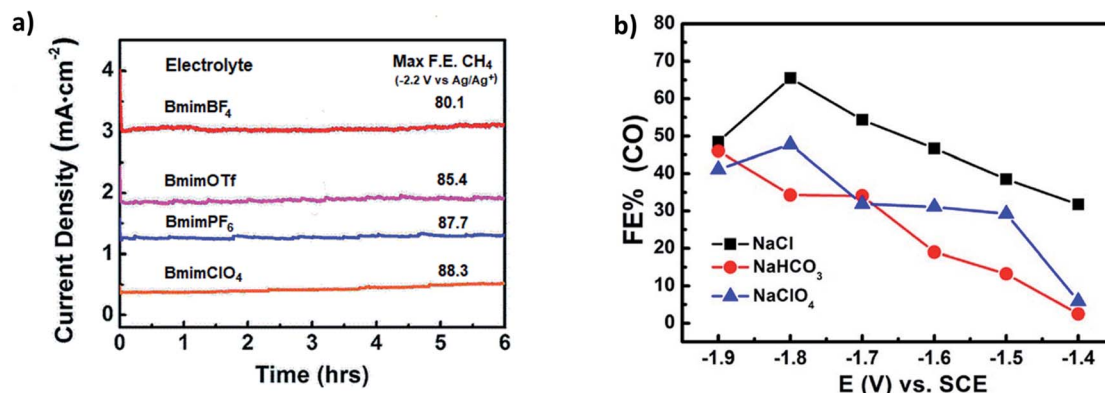 a)
Current Density (mA·cm⁻²)
4
3
2
1
0
Electrolyte
Max F.E. CH₄
(-2.2 V vs Ag/Ag⁺)
BmimBF₄
80.1
BmimOTf
85.4
BmimPF₆
87.7
BmimClO₄
88.3
0 1 2 3 4 5 6
Time (hrs)
b)
FE% (CO)
80
70
60
50
40
30
20
10
0
NaCl
NaHCO₃
NaClO₄
-1.9 -1.8 -1.7 -1.6 -1.5 -1.4
E (V) vs. SCE